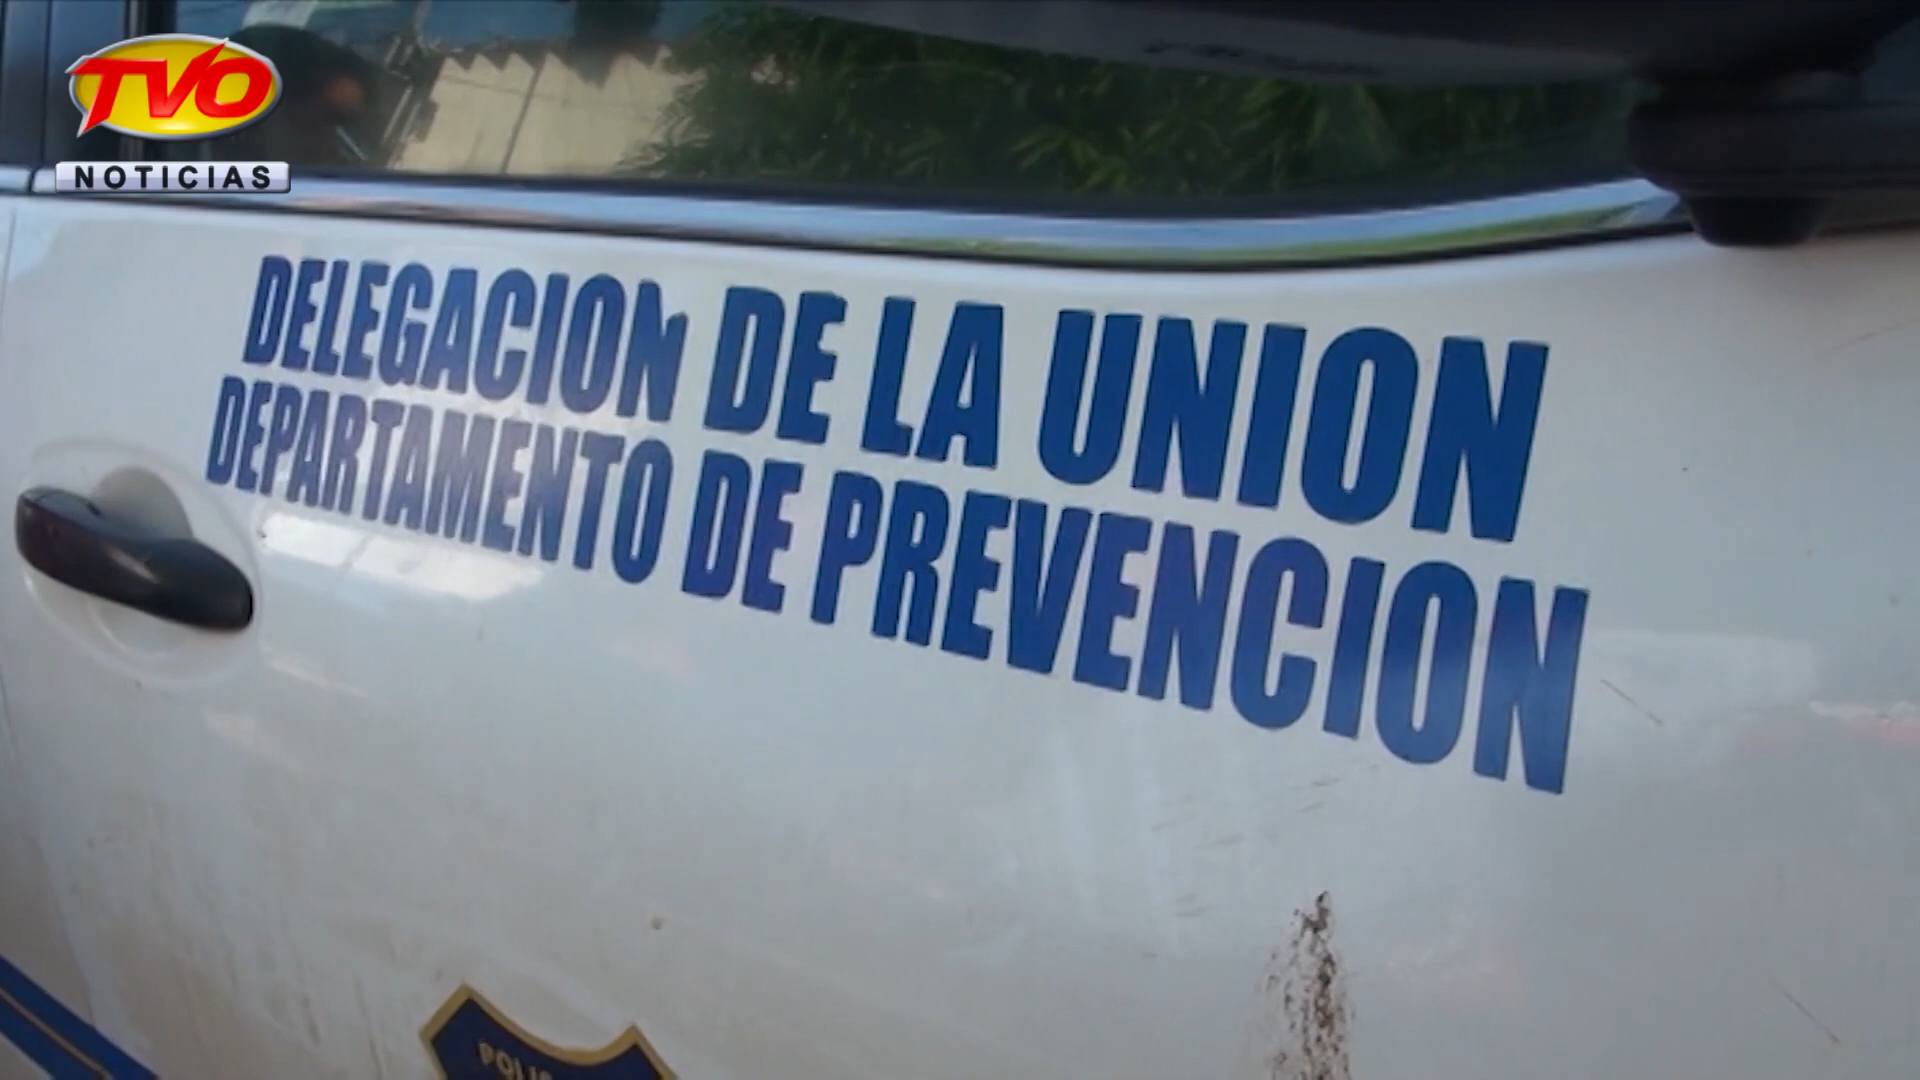 TVO
NOTICIAS
DELEGACION DE LA UNION
DEPARTAMENTO DE PREVENCION